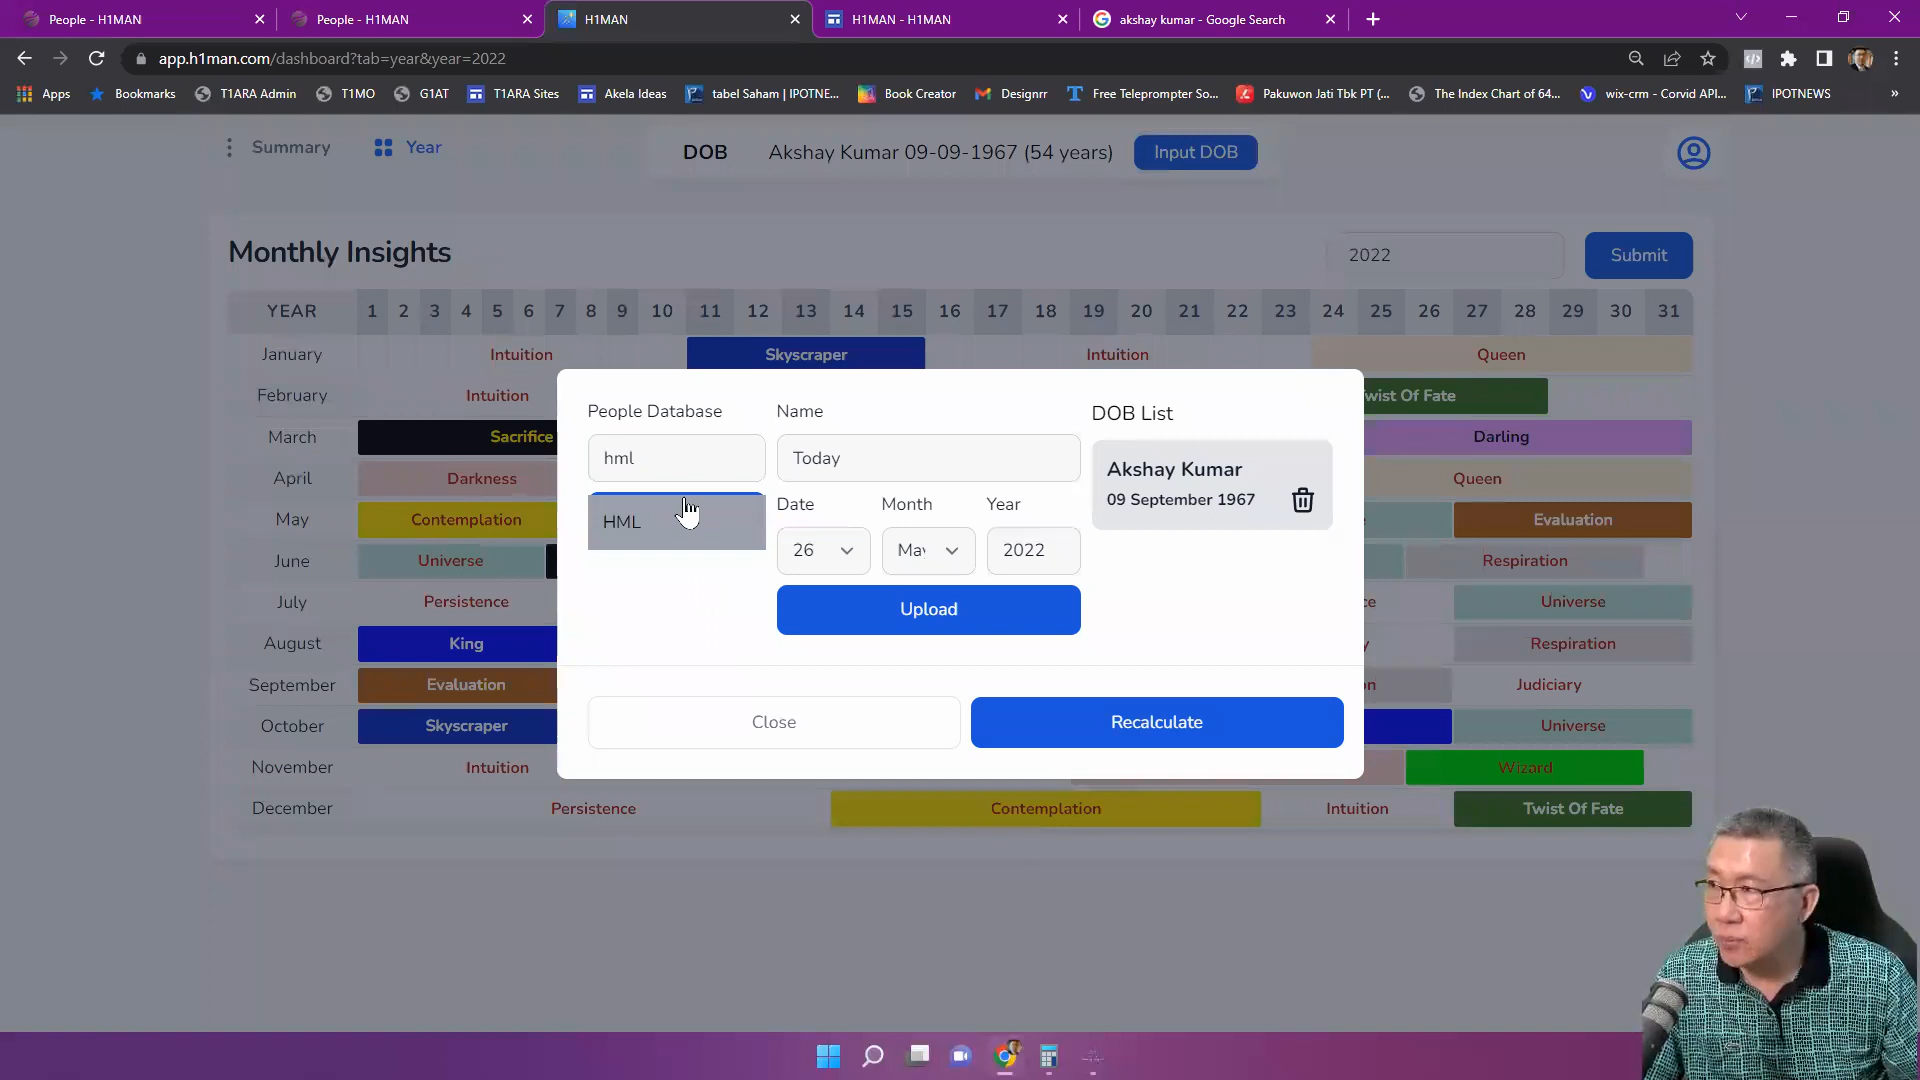 People - H1MAN
People - H1MAN
H1MAN
H1MAN - H1MAN
akshay kumar - Google Search
app.h1man.com/dashboard?tab=year&year=2022
Apps
Bookmarks
T1ARA Admin
T1MO
G1AT
T1ARA Sites
Akela Ideas
tabel Saham | IPOTNE...
Book Creator
Designrr
Free Teleprompter So...
Pakuwon Jati Tbk PT (...
The Index Chart of 64...
wix-crm - Corvid API...
IPOTNEWS
Summary
Year
DOB
Akshay Kumar 09-09-1967 (54 years)
Input DOB
Monthly Insights
2022
Submit
YEAR 1 2 3 4 5 6 7 8 9 10 11 12 13 14 15 16 17 18 19 20 21 22 23 24 25 26 27 28 29 30 31
January Intuition Skyscraper Intuition Queen
February Intuition wist Of Fate
March Sacrifice Darling
April Darkness Queen
May Contemplation e Evaluation
June Universe Respiration
July Persistence ce Universe
August King y Respiration
September Evaluation n Judiciary
October Skyscraper Universe
November Intuition Wizard
December Persistence Contemplation Intuition Twist Of Fate
People Database
hml
HML
Name
Today
Date Month Year
26 May 2022
Upload
DOB List
Akshay Kumar
09 September 1967
Close
Recalculate